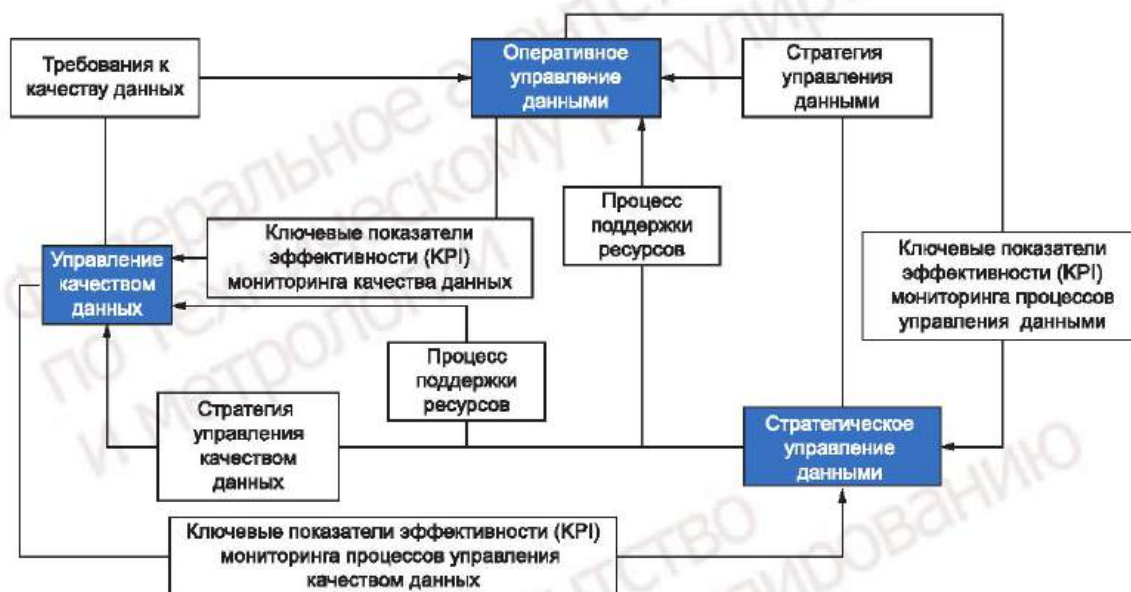 Требования к
качеству данных
Оперативное
управление
данными
Стратегия
управления
данными
Процесс
поддержки
ресурсов
Ключевые показатели
эффективности (KPI)
мониторинга качества данных
Управление
качеством
данных
Ключевые показатели
эффективности (KPI)
мониторинга процессов
управления данными
Процесс
поддержки
ресурсов
Стратегия
управления
качеством
данных
Стратегическое
управление
данными
Ключевые показатели эффективности (KPI)
мониторинга процессов управления
качеством данных